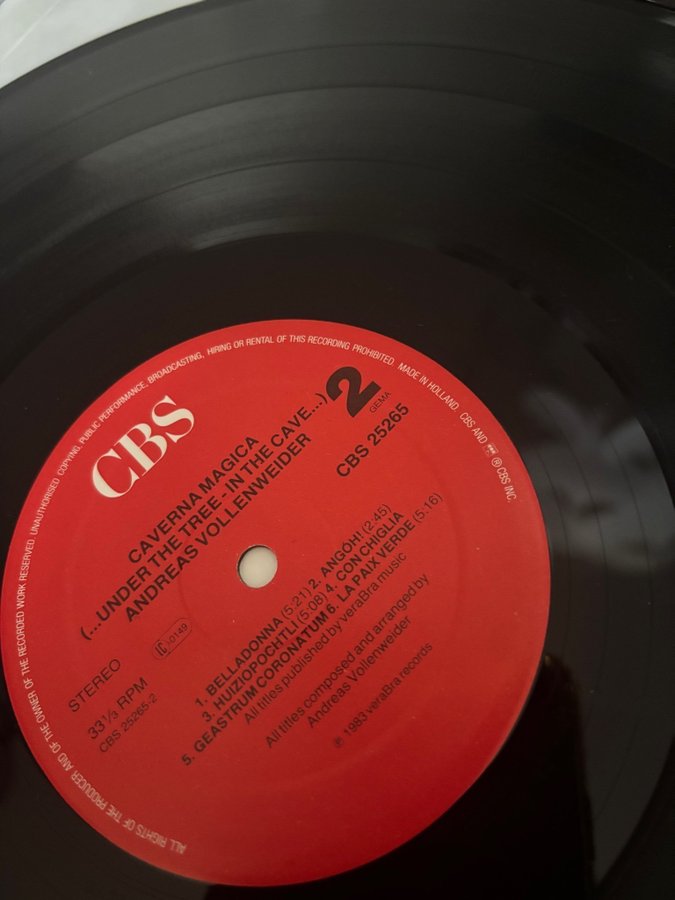 ALL RIGHTS OF THE PRODUCER AND OF THE OWNER OF THE RECORDED WORK RESERVED. UNAUTHORISED COPYING, PUBLIC PERFORMANCE, BROADCASTING, HIRING OR RENTAL OF THIS RECORDING PROHIBITED. MADE IN HOLLAND. CBS AND ® CBS INC.
CBS
2
GEMA
CBS 25265
CAVERNA MAGICA
(...UNDER THE TREE - IN THE CAVE...)
ANDREAS VOLLENWEIDER
STEREO
LC 0149
33 1/3 RPM
CBS 25265-2
1. BELLADONNA (5:21) 2. ANGOH! (2:45)
3. HUIZIOPOCHTLI (5:08) 4. CON CHIGLIA
5. GEASTRUM CORONATUM 6. LA PAIX VERDE (5:16)
All titles published by veraBra music
All titles composed and arranged by
Andreas Vollenweider
℗ 1983 veraBra records